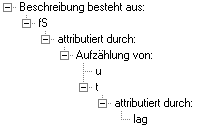 Beschreibung besteht aus:
fS
attributiert durch:
Aufzählung von:
u
t
attributiert durch:
lag